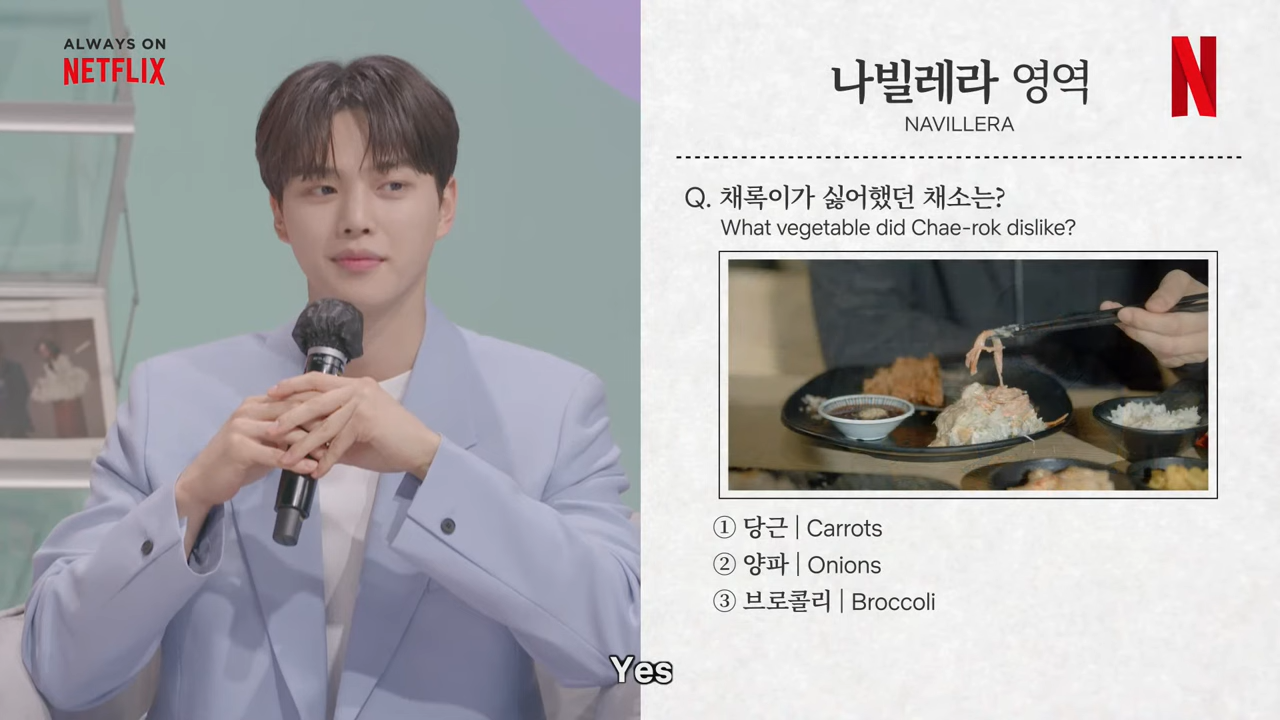 ALWAYS ON
NETFLIX
N
나빌레라 영역
NAVILLERA
Q. 채록이가 싫어했던 채소는?
What vegetable did Chae-rok dislike?
① 당근 | Carrots
② 양파 | Onions
③ 브로콜리 | Broccoli
Yes